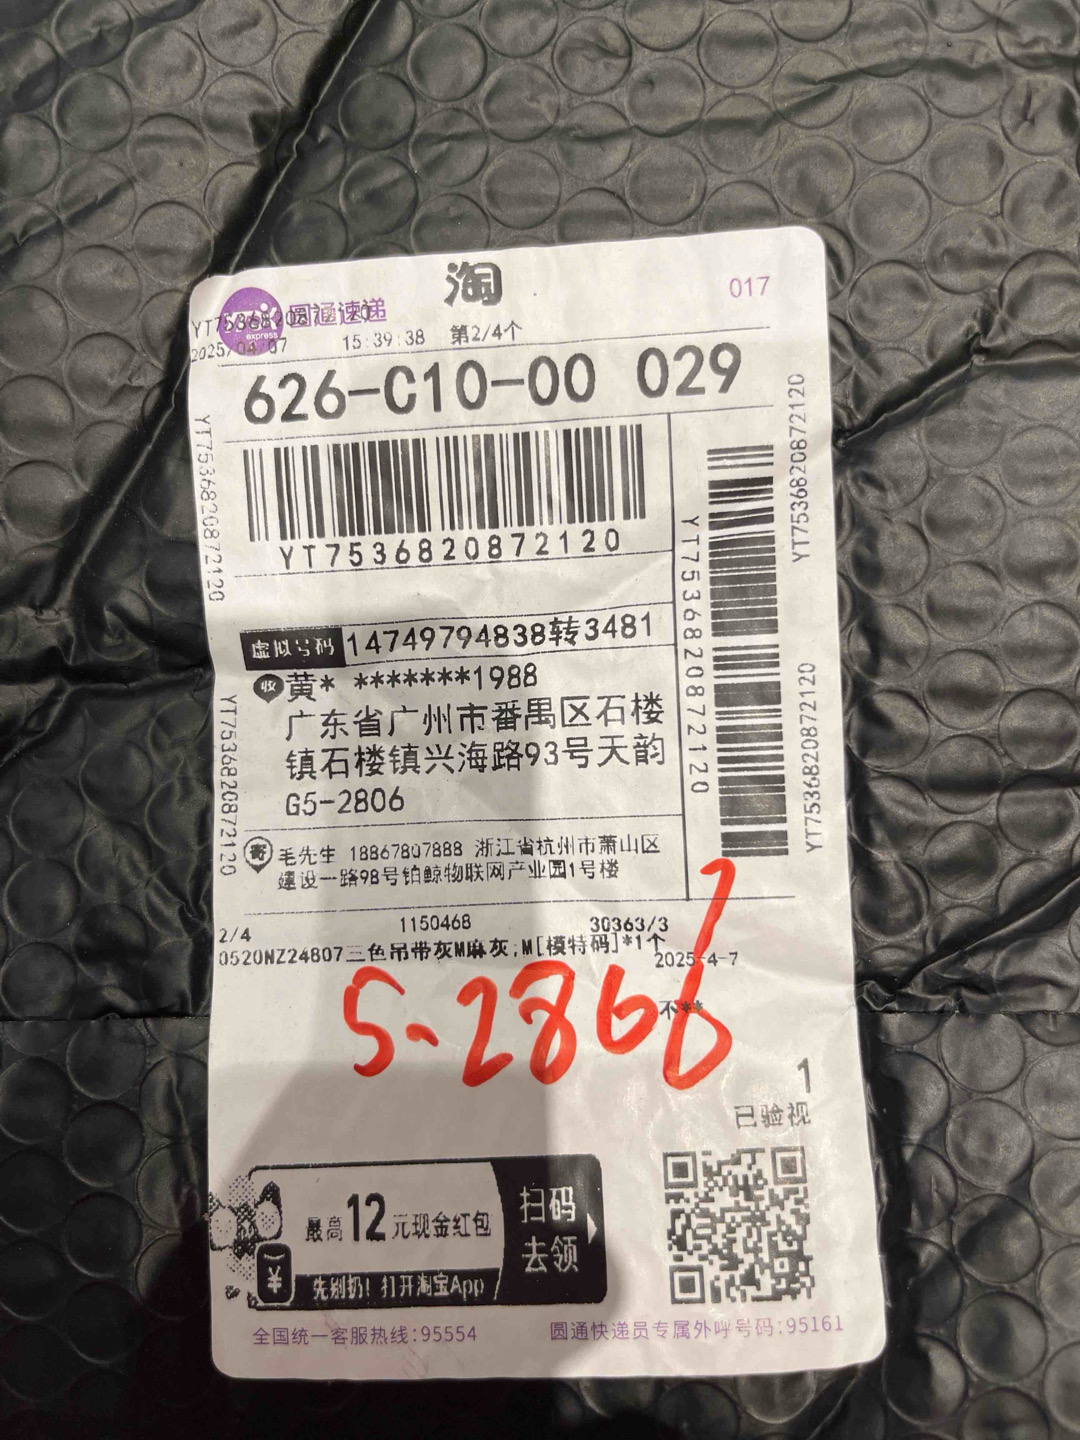 淘
017
圆通速递
express
2025/04/07 15:39:38 第2/4个
626-C10-00 029
YT7536820872120
YT7536820872120
YT7536820872120
YT7536820872120
YT7536820872120
YT7536820872120
虚拟号码 14749794838转3481
收 黄* *******1988
广东省广州市番禺区石楼
镇石楼镇兴海路93号天韵
G5-2806
寄 毛先生 18867807888 浙江省杭州市萧山区
建设一路98号铂鲸物联网产业园1号楼
2/4 1150468 30363/3
0520NZ24807三色吊带灰M麻灰;M[模特码]*1个
2025-4-7
不**
5-2866
1
已验视
最高12元现金红包
扫码
去领
¥
先别扔! 打开淘宝App
全国统一客服热线:95554
圆通快递员专属外呼号码:95161